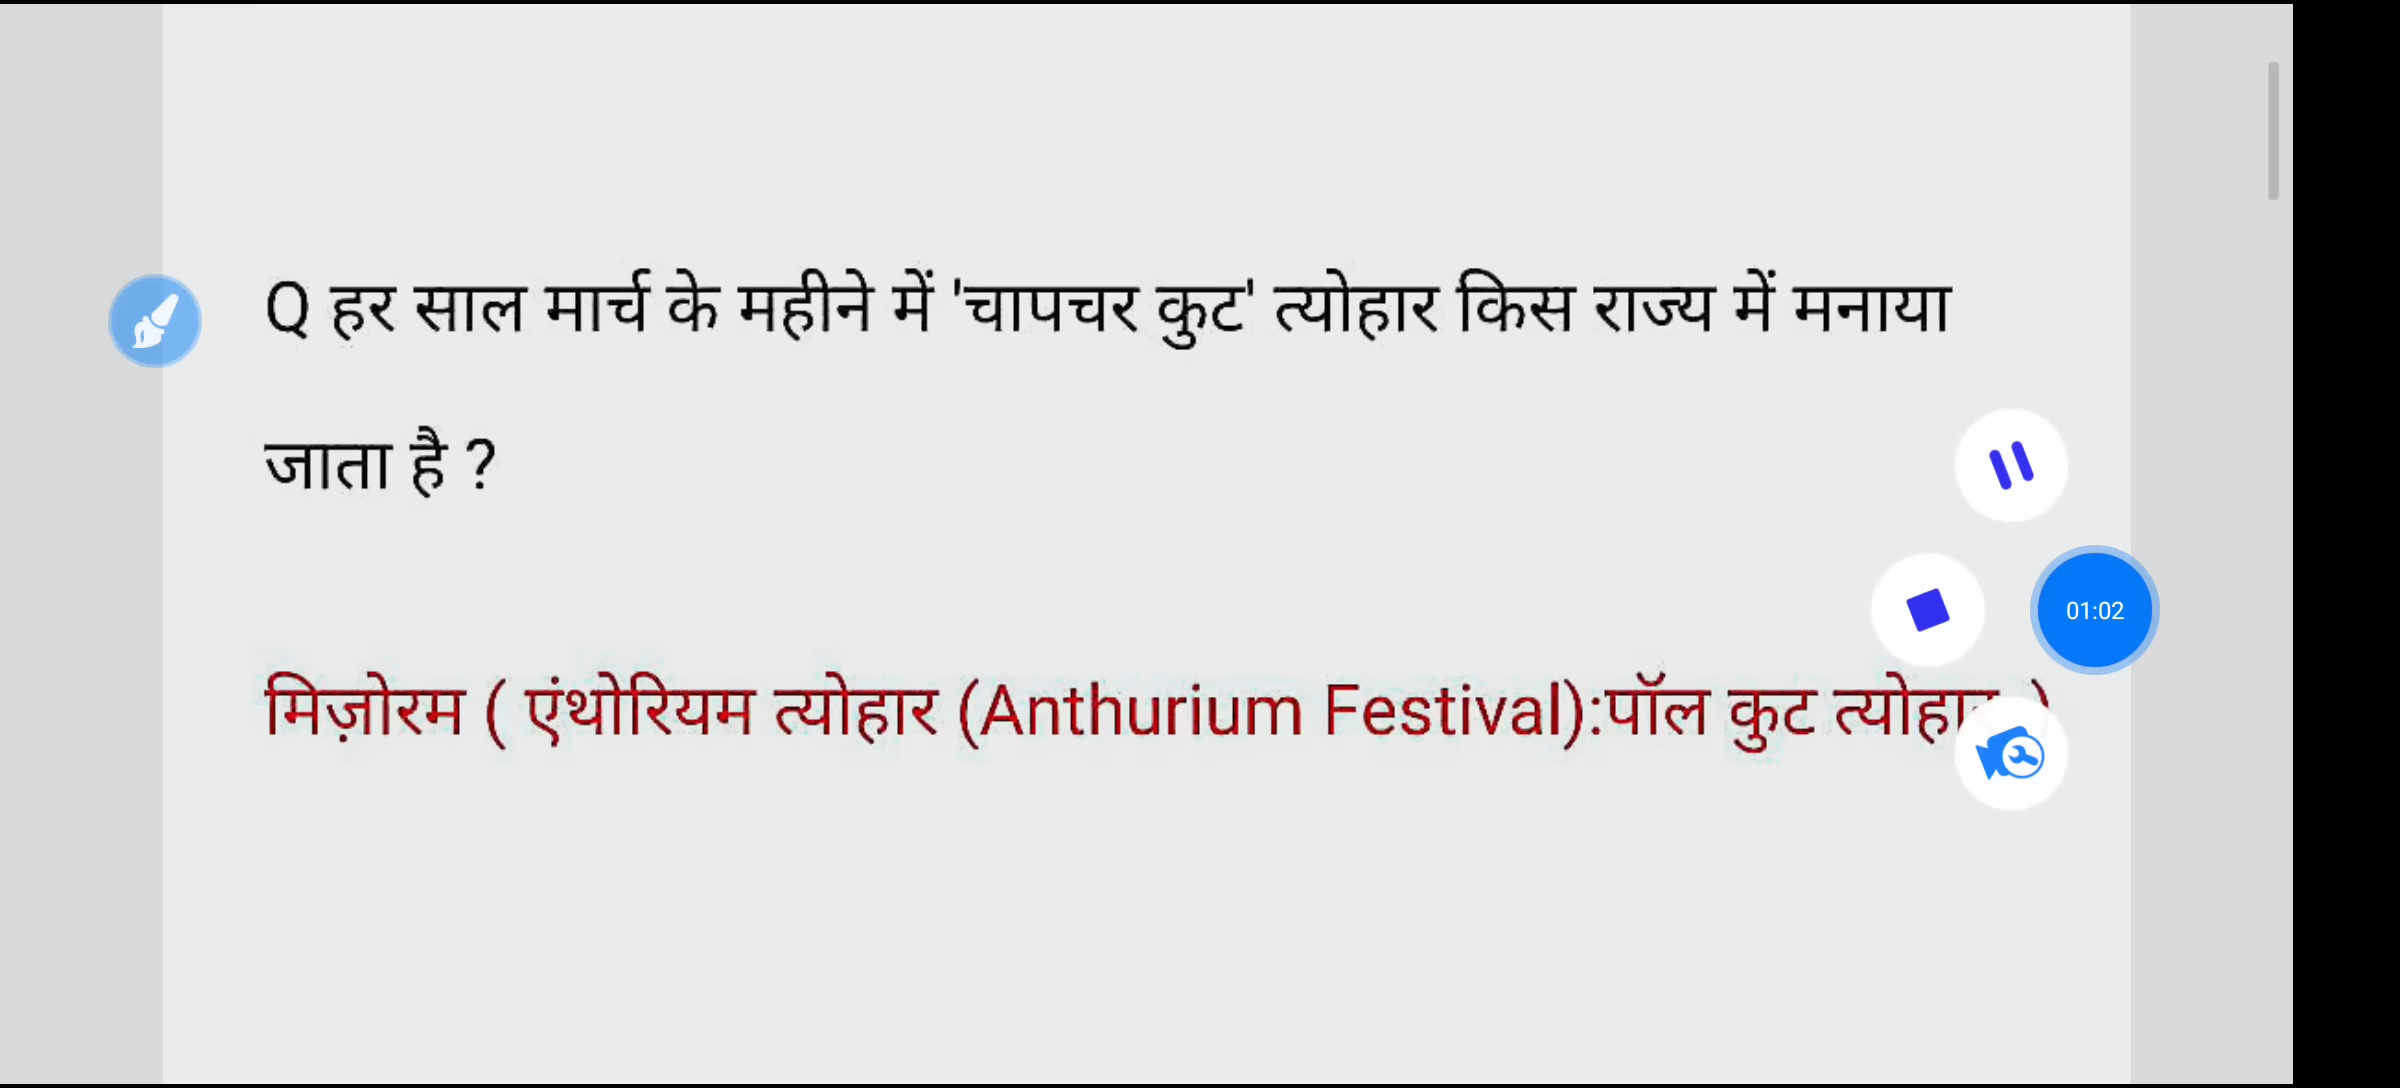 Q हर साल मार्च के महीने में 'चापचर कुट' त्योहार किस राज्य में मनाया
जाता है ?
01:02
मिज़ोरम ( एंथोरियम त्योहार (Anthurium Festival):पॉल कुट त्योहार )